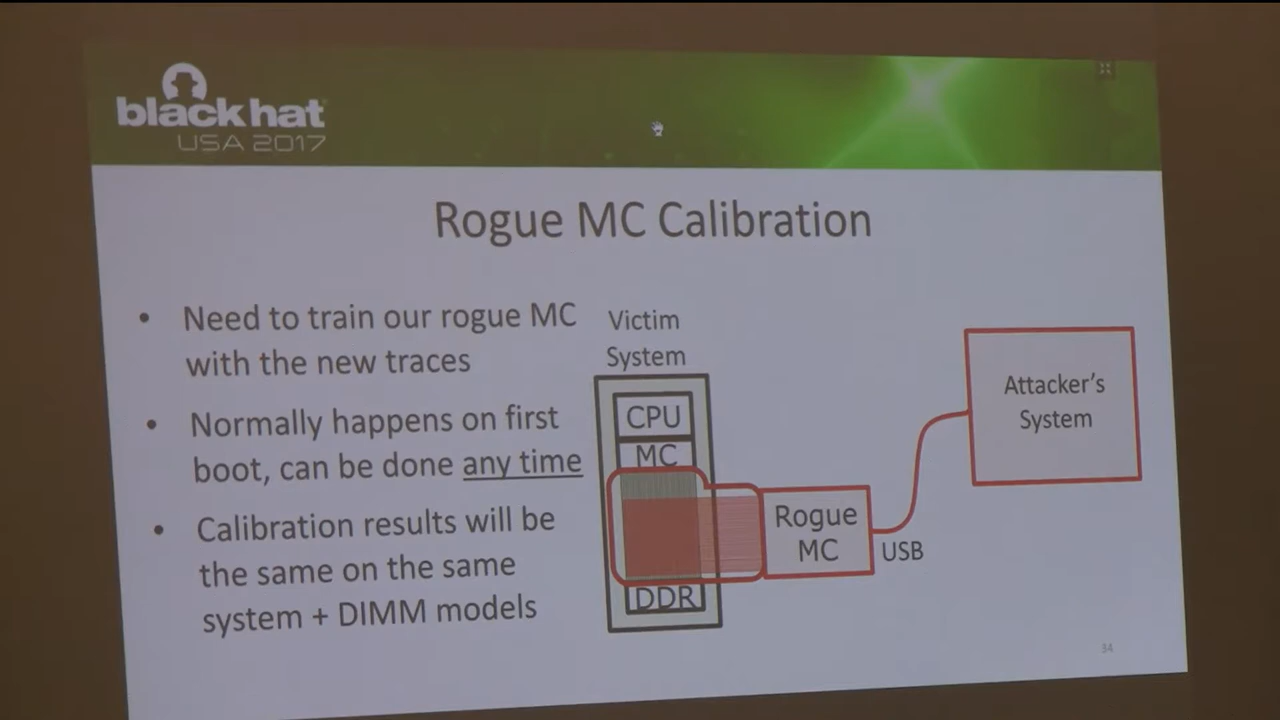 black hat
USA 2017
Rogue MC Calibration
• Need to train our rogue MC
with the new traces
• Normally happens on first
boot, can be done any time
• Calibration results will be
the same on the same
system + DIMM models
Victim
System
CPU
MC
DDR
Rogue
MC
USB
Attacker's
System
34